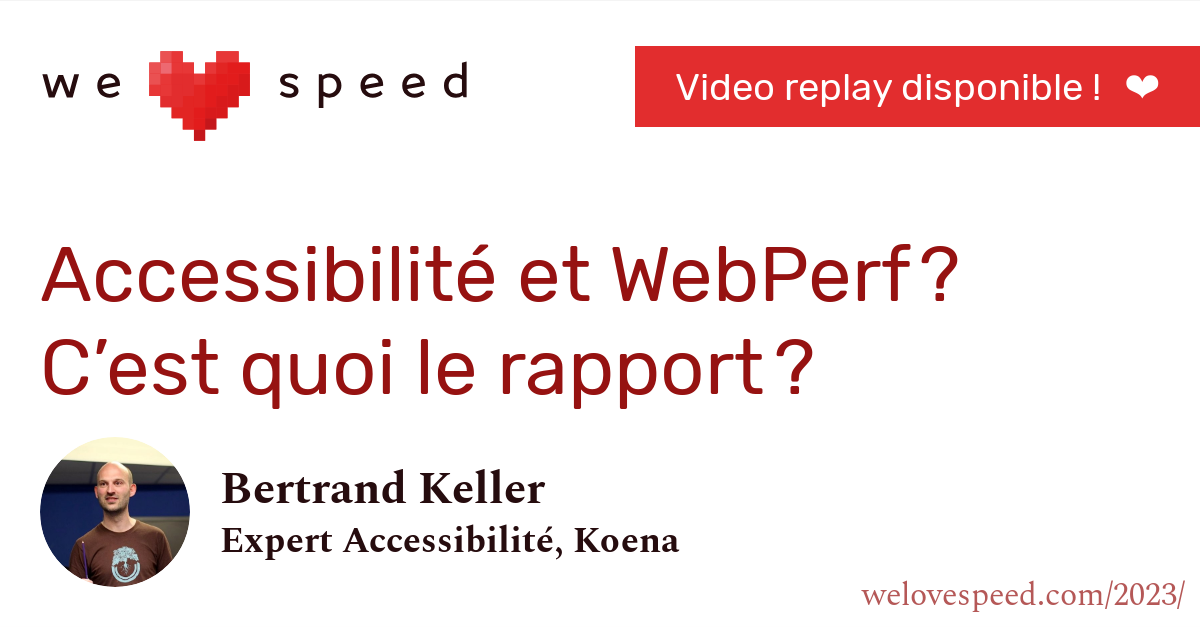 we ❤ speed
Video replay disponible ! ❤
Accessibilité et WebPerf ?
C’est quoi le rapport ?
Bertrand Keller
Expert Accessibilité, Koena
welovespeed.com/2023/